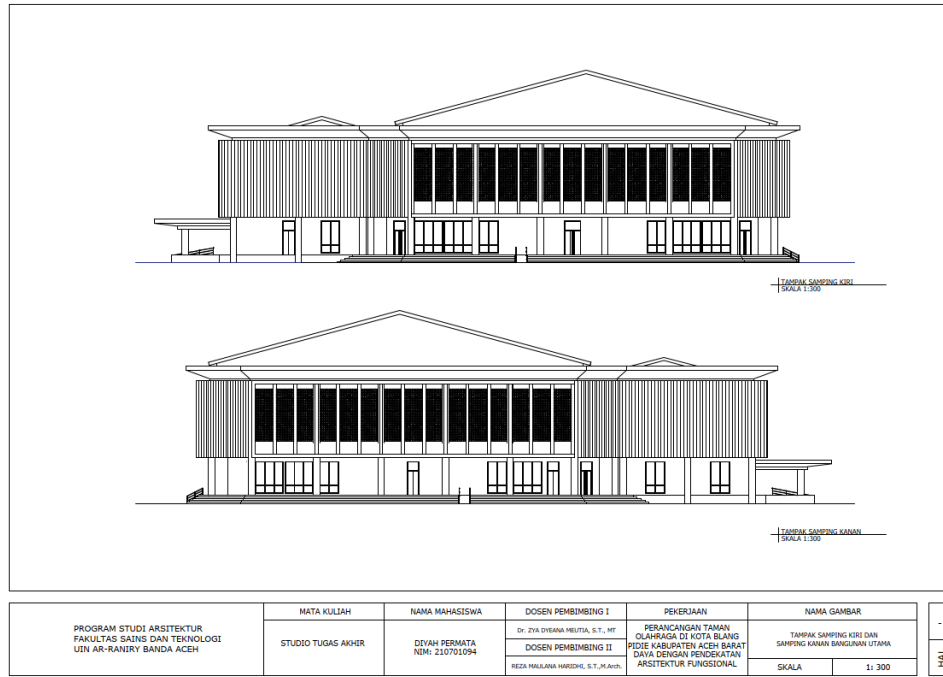 TAMPAK SAMPING KIRI
SKALA 1:300
TAMPAK SAMPING KANAN
SKALA 1:300
PROGRAM STUDI ARSITEKTUR
FAKULTAS SAINS DAN TEKNOLOGI
UIN AR-RANIRY BANDA ACEH
MATA KULIAH
STUDIO TUGAS AKHIR
NAMA MAHASISWA
DIYAH PERMATA
NIM: 210701094
DOSEN PEMBIMBING I
Dr. ZYA DYEANA MEUTIA, S.T., MT
DOSEN PEMBIMBING II
REZA MAULANA HARIDHI, S.T.,M.Arch.
PEKERJAAN
PERANCANGAN TAMAN
OLAHRAGA DI KOTA BLANG
PIDIE KABUPATEN ACEH BARAT
DAYA DENGAN PENDEKATAN
ARSITEKTUR FUNGSIONAL
NAMA GAMBAR
TAMPAK SAMPING KIRI DAN
SAMPING KANAN BANGUNAN UTAMA
SKALA
1: 300
-
HAL